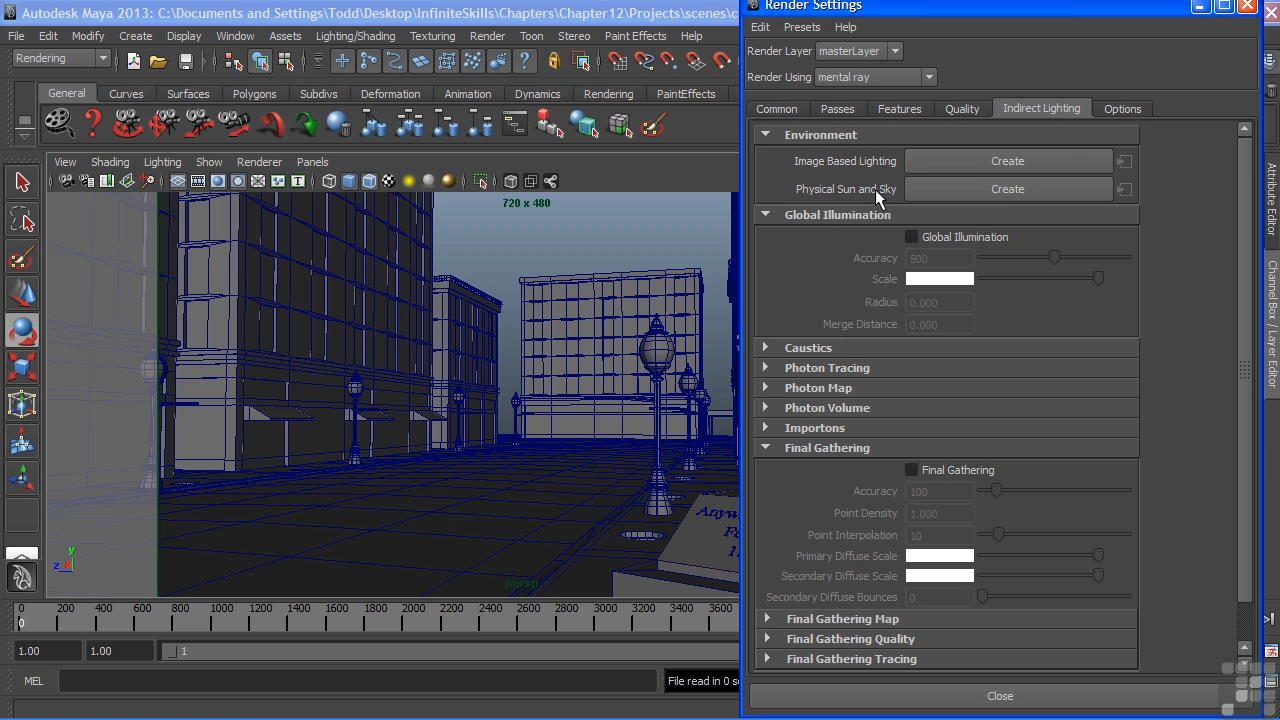 Autodesk Maya 2013: C:\Documents and Settings\Todd\Desktop\InfiniteSkills\Chapters\Chapter12\Projects\scenes\c
File Edit Modify Create Display Window Assets Lighting/Shading Texturing Render Toon Stereo Paint Effects Help
Rendering
General Curves Surfaces Polygons Subdivs Deformation Animation Dynamics Rendering PaintEffects
View Shading Lighting Show Renderer Panels
720 x 480
Anyw
Fo
1
y
z x
persp
0 200 400 600 800 1000 1200 1400 1600 1800 2000 2200 2400 2600 2800 3000 3200 3400 3600
0
1.00 1.00 1
MEL File read in 0 se
Render Settings
Edit Presets Help
Render Layer masterLayer
Render Using mental ray
Common Passes Features Quality Indirect Lighting Options
Environment
Image Based Lighting Create
Physical Sun and Sky Create
Global Illumination
Global Illumination
Accuracy 500
Scale
Radius 0.000
Merge Distance 0.000
Caustics
Photon Tracing
Photon Map
Photon Volume
Importons
Final Gathering
Final Gathering
Accuracy 100
Point Density 1.000
Point Interpolation 10
Primary Diffuse Scale
Secondary Diffuse Scale
Secondary Diffuse Bounces 0
Final Gathering Map
Final Gathering Quality
Final Gathering Tracing
Close
Attribute Editor
Channel Box / Layer Editor